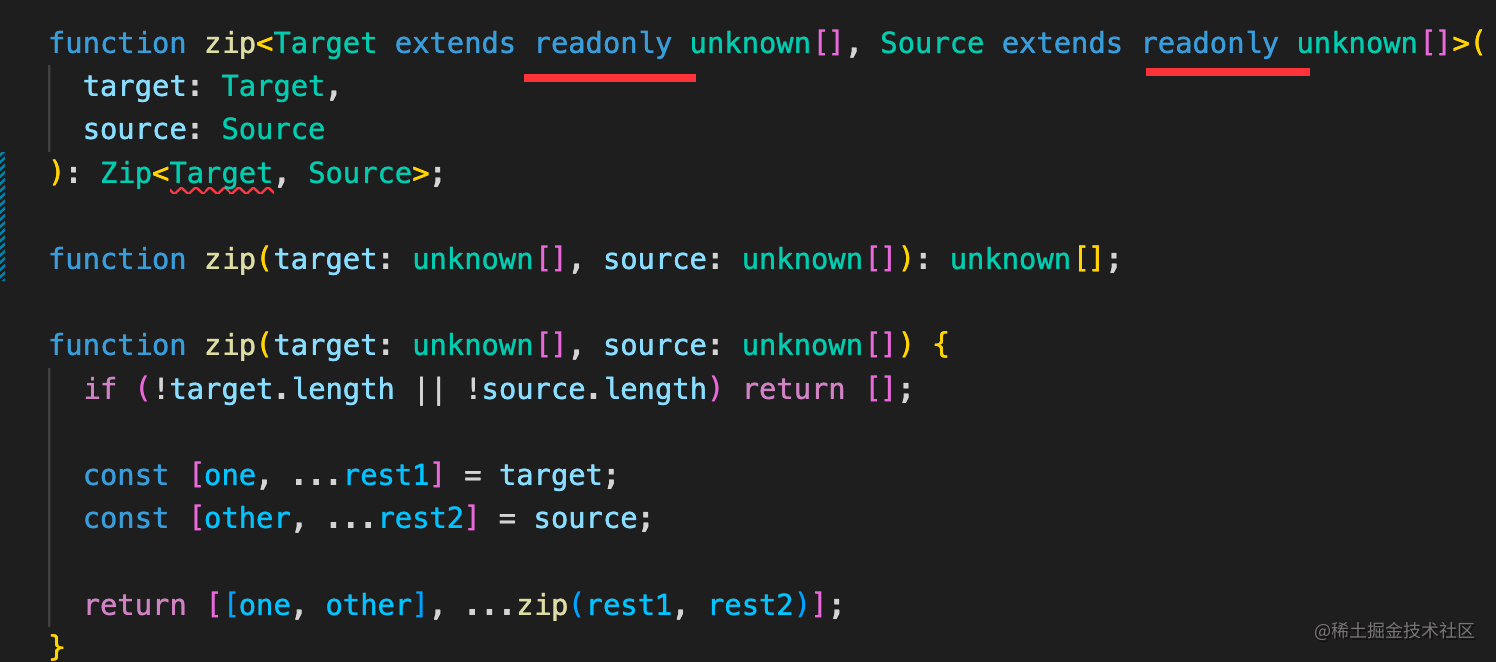 function zip<Target extends readonly unknown[], Source extends readonly unknown[]>(
  target: Target,
  source: Source
): Zip<Target, Source>;
function zip(target: unknown[], source: unknown[]): unknown[];
function zip(target: unknown[], source: unknown[]) {
  if (!target.length || !source.length) return [];
  const [one, ...rest1] = target;
  const [other, ...rest2] = source;
  return [[one, other], ...zip(rest1, rest2)];
}
@稀土掘金技术社区